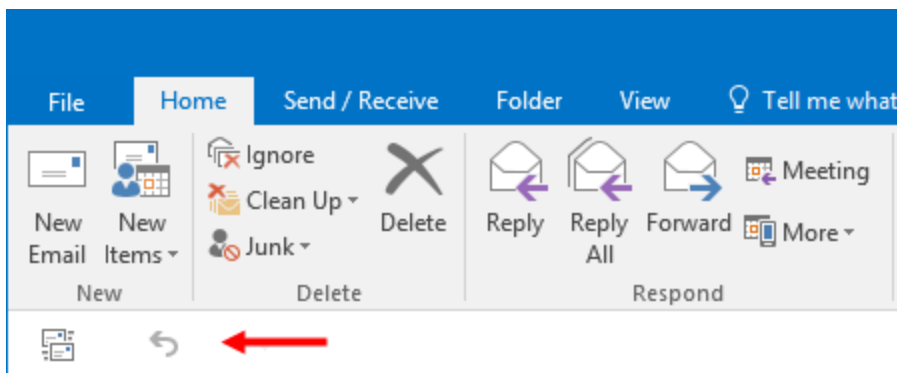 File Home Send / Receive Folder View Tell me what
New Email
New Items
Ignore
Clean Up
Junk
Delete
Reply
Reply All
Forward
Meeting
More
New Delete Respond